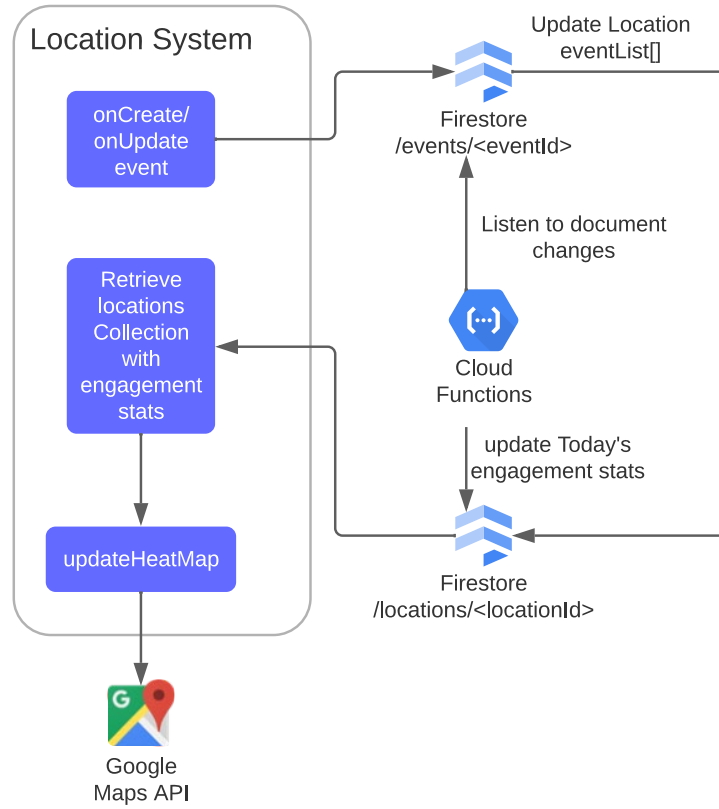 Location System
onCreate/
onUpdate
event
Update Location
eventList[]
Firestore
/events/<eventId>
Listen to document
changes
Retrieve
locations
Collection
with
engagement
stats
Cloud
Functions
update Today's
engagement stats
updateHeatMap
Firestore
/locations/<locationId>
G
Google
Maps API